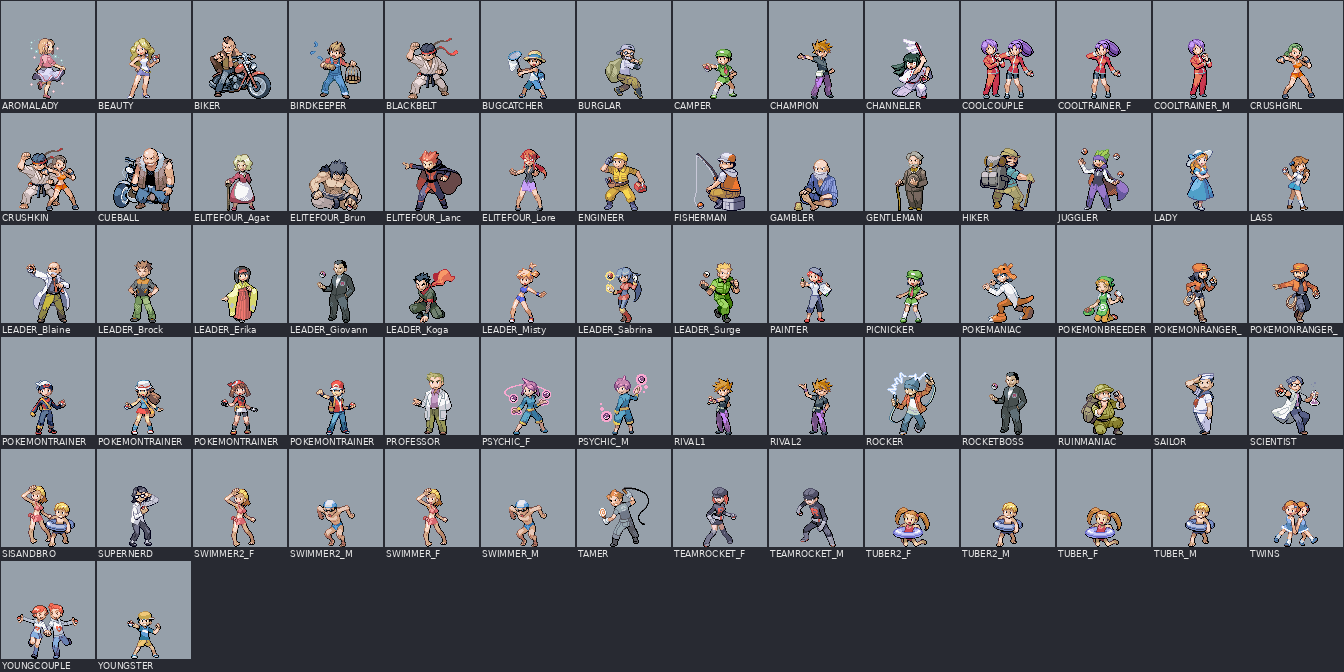 AROMALADY BEAUTY BIKER BIRDKEEPER BLACKBELT BUGCATCHER BURGLAR CAMPER CHAMPION CHANNELER COOLCOUPLE COOLTRAINER_F COOLTRAINER_M CRUSHGIRL
CRUSHKIN CUEBALL ELITEFOUR_Agat ELITEFOUR_Brun ELITEFOUR_Lanc ELITEFOUR_Lore ENGINEER FISHERMAN GAMBLER GENTLEMAN HIKER JUGGLER LADY LASS
LEADER_Blaine LEADER_Brock LEADER_Erika LEADER_Giovann LEADER_Koga LEADER_Misty LEADER_Sabrina LEADER_Surge PAINTER PICNICKER POKEMANIAC POKEMONBREEDER POKEMONRANGER_ POKEMONRANGER_
POKEMONTRAINER POKEMONTRAINER POKEMONTRAINER POKEMONTRAINER PROFESSOR PSYCHIC_F PSYCHIC_M RIVAL1 RIVAL2 ROCKER ROCKETBOSS RUINMANIAC SAILOR SCIENTIST
SISANDBRO SUPERNERD SWIMMER2_F SWIMMER2_M SWIMMER_F SWIMMER_M TAMER TEAMROCKET_F TEAMROCKET_M TUBER2_F TUBER2_M TUBER_F TUBER_M TWINS
YOUNGCOUPLE YOUNGSTER